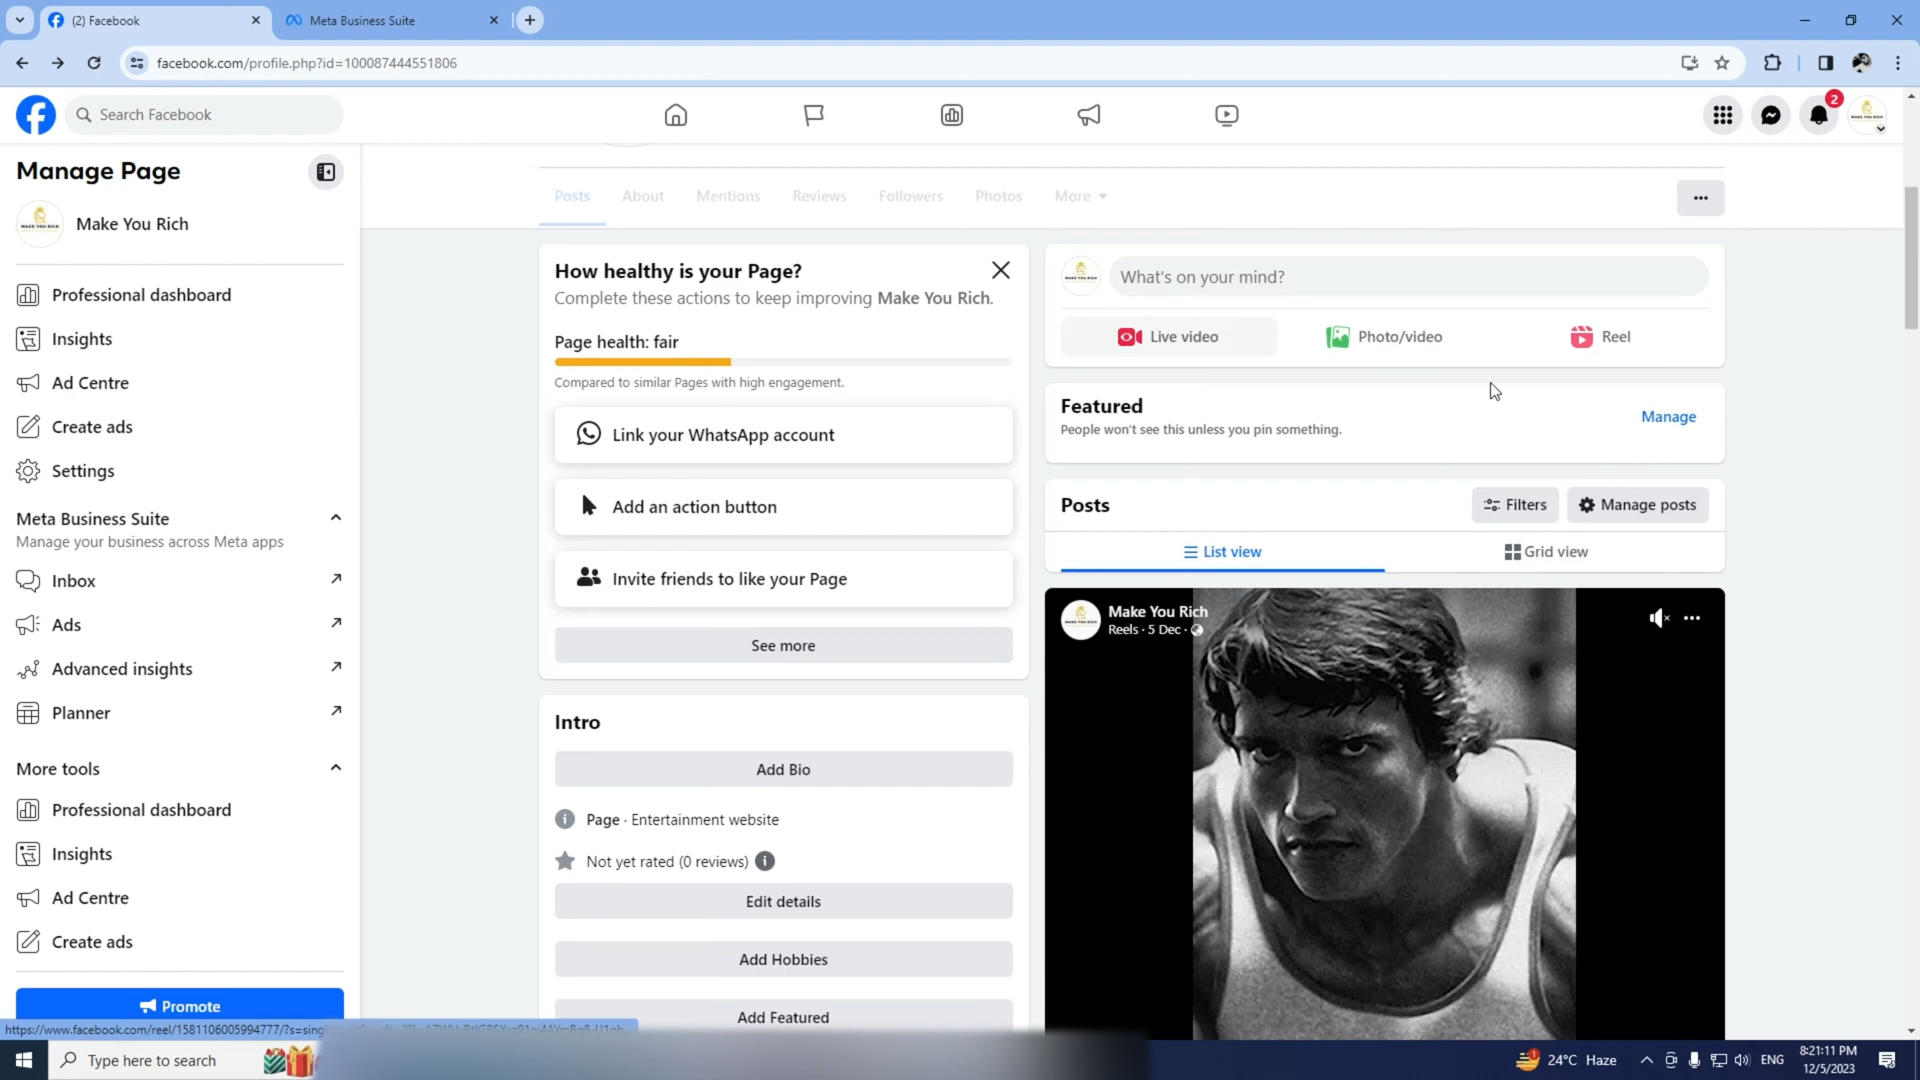 (2) Facebook
Meta Business Suite
facebook.com/profile.php?id=100087444551806
Search Facebook
2
Manage Page
Make You Rich
Professional dashboard
Insights
Ad Centre
Create ads
Settings
Meta Business Suite
Manage your business across Meta apps
Inbox
Ads
Advanced insights
Planner
More tools
Professional dashboard
Insights
Ad Centre
Create ads
Promote
Posts About Mentions Reviews Followers Photos More
How healthy is your Page?
Complete these actions to keep improving Make You Rich.
Page health: fair
Compared to similar Pages with high engagement.
Link your WhatsApp account
Add an action button
Invite friends to like your Page
See more
Intro
Add Bio
Page · Entertainment website
Not yet rated (0 reviews)
Edit details
Add Hobbies
Add Featured
What's on your mind?
Live video Photo/video Reel
Featured
People won't see this unless you pin something.
Manage
Posts Filters Manage posts
List view Grid view
Make You Rich
Reels · 5 Dec ·
Type here to search
24°C Haze
ENG
8:21:11 PM
12/5/2023